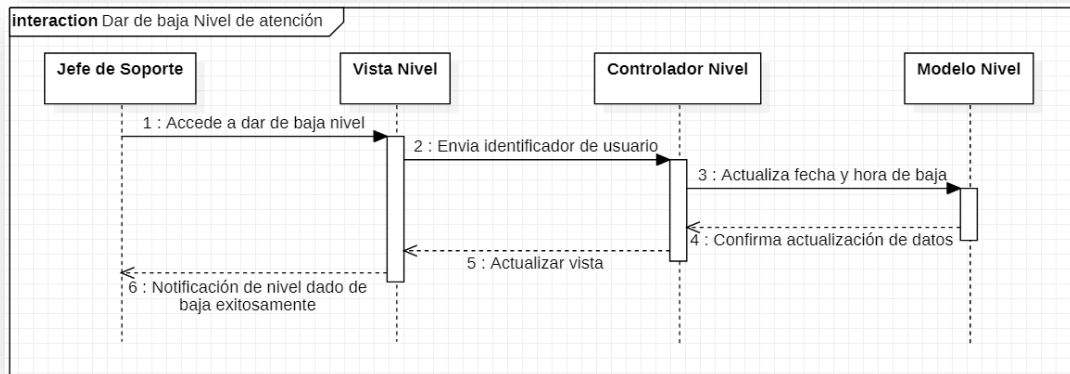 interaction Dar de baja Nivel de atención
Jefe de Soporte
Vista Nivel
Controlador Nivel
Modelo Nivel
1 : Accede a dar de baja nivel
2 : Envia identificador de usuario
3 : Actualiza fecha y hora de baja
4 : Confirma actualización de datos
5 : Actualizar vista
6 : Notificación de nivel dado de
baja exitosamente